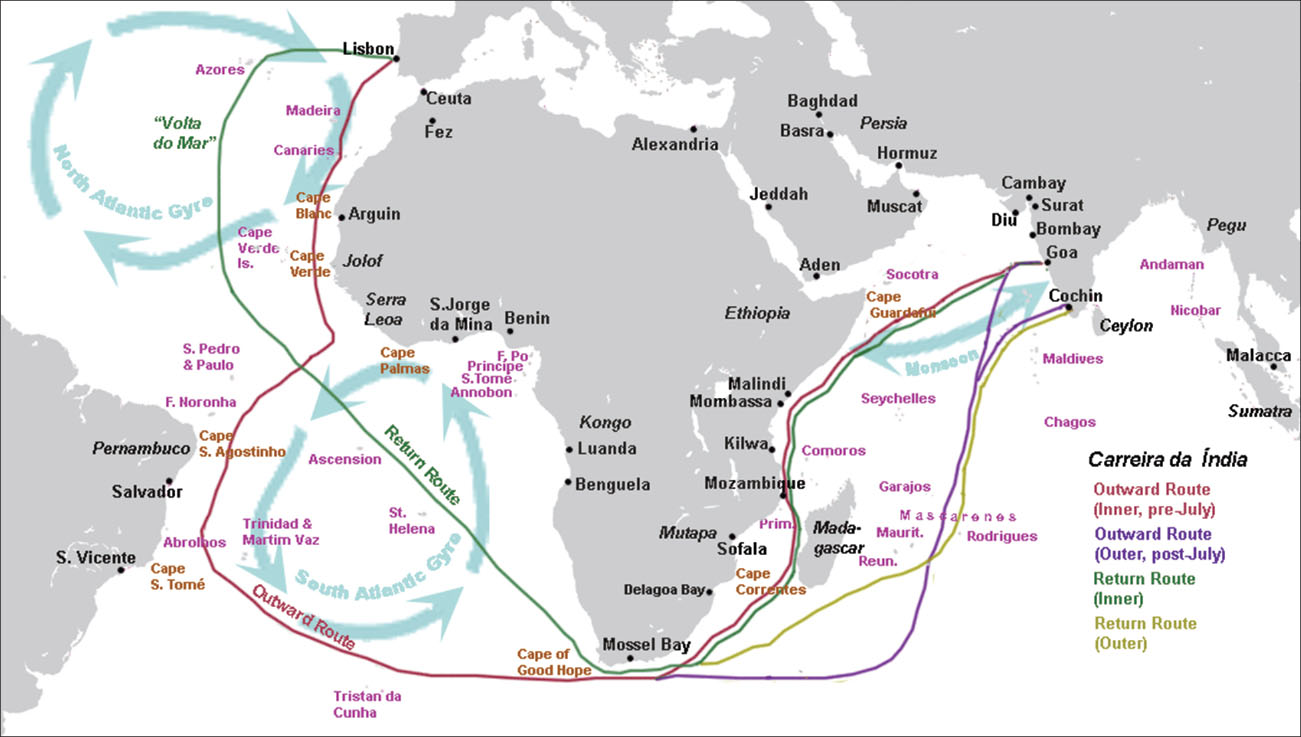 Lisbon
Azores
Madeira
"Volta
do Mar"
Canaries
North Atlantic Gyre
Cape
Blanc
Cape
Verde
Is.
Cape
Verde
Ceuta
Fez
Arguin
Jolof
Serra
Leoa
S.Jorge
da Mina
Benin
Alexandria
Baghdad
Basra
Persia
Hormuz
Muscat
Jeddah
Aden
Ethiopia
Socotra
Cape
Guardafui
Cambay
Surat
Diu
Bombay
Goa
Cochin
Ceylon
Pegu
Andaman
Nicobar
Malacca
Sumatra
Maldives
Chagos
Monsoon
Seychelles
S. Pedro
& Paulo
F. Noronha
Cape
Palmas
F. Po
Principe
S.Tomé
Annobon
Pernambuco
Cape
S. Agostinho
Salvador
Ascension
Return Route
St.
Helena
Trinidad &
Martim Vaz
Abrolhos
S. Vicente
Cape
S. Tomé
South Atlantic Gyre
Outward Route
Tristan da
Cunha
Cape of
Good Hope
Mossel Bay
Kongo
Luanda
Benguela
Malindi
Mombassa
Kilwa
Comoros
Mozambique
Prim.
Mutapa
Sofala
Mada-
gascar
Cape
Correntes
Delagoa Bay
Garajos
Mascarenes
Maurit.
Rodrigues
Reun.
Carreira da Índia
Outward Route
(Inner, pre-July)
Outward Route
(Outer, post-July)
Return Route
(Inner)
Return Route
(Outer)